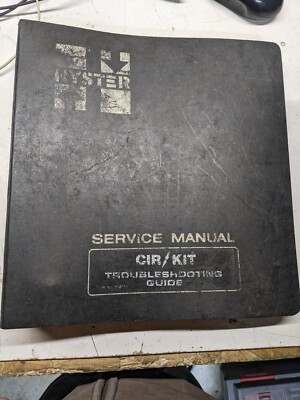 HYSTER
SERVICE MANUAL
CIR/KIT
TROUBLESHOOTING
GUIDE